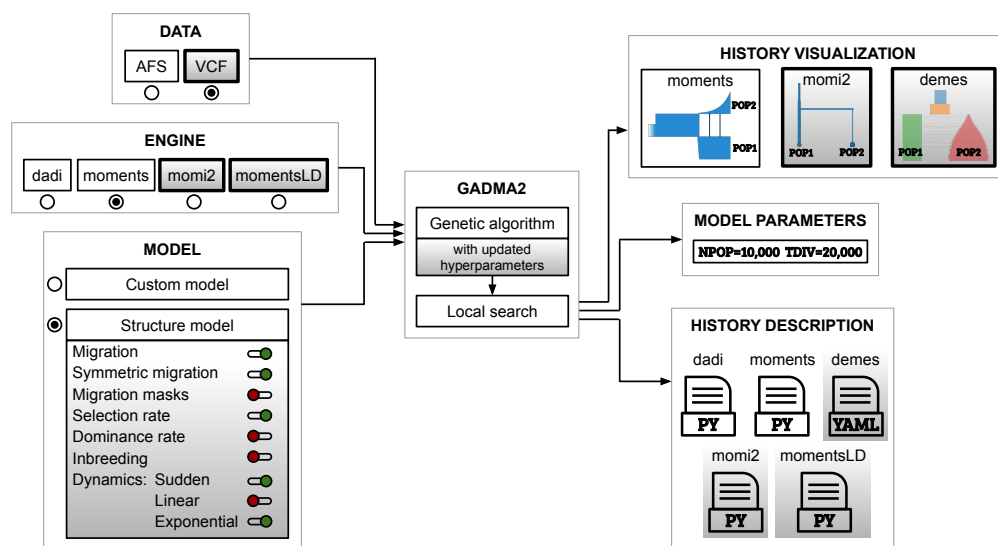 DATA
AFS VCF
ENGINE
dadi moments momi2 momentsLD
MODEL
Custom model
Structure model
Migration
Symmetric migration
Migration masks
Selection rate
Dominance rate
Inbreeding
Dynamics: Sudden
Linear
Exponential
GADMA2
Genetic algorithm
with updated
hyperparameters
Local search
HISTORY VISUALIZATION
moments momi2 demes
POP2
POP1
POP1 POP2
POP1 POP2
MODEL PARAMETERS
NPOP=10,000 TDIV=20,000
HISTORY DESCRIPTION
dadi moments demes
PY PY YAML
momi2 momentsLD
PY PY